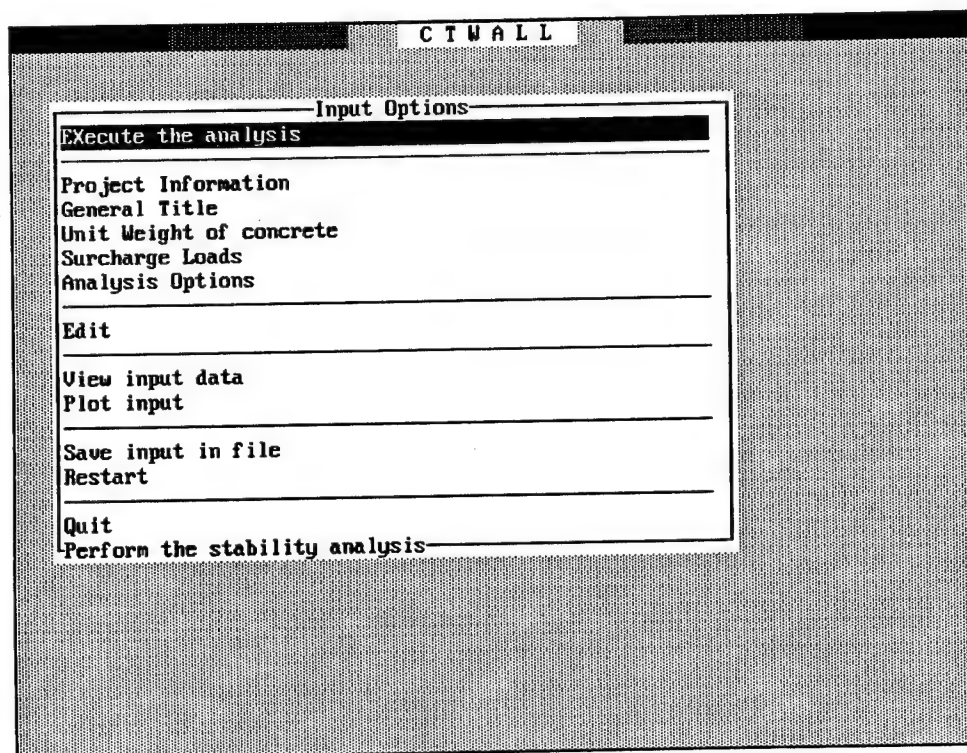 C T W A L L
Input Options
EXecute the analysis
Project Information
General Title
Unit Weight of concrete
Surcharge Loads
Analysis Options
Edit
View input data
Plot input
Save input in file
Restart
Quit
Perform the stability analysis